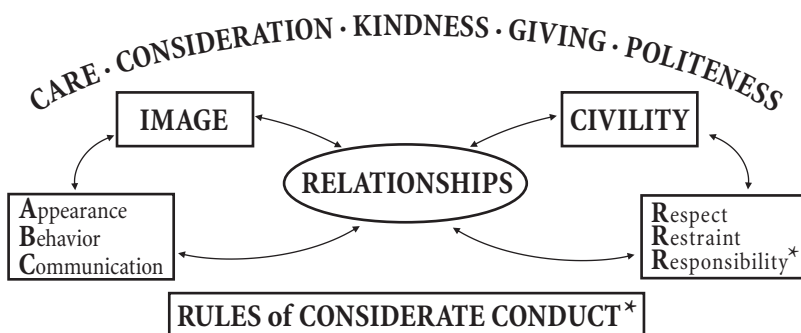 CARE · CONSIDERATION · KINDNESS · GIVING · POLITENESS
IMAGE
CIVILITY
RELATIONSHIPS
Appearance
Behavior
Communication
Respect
Restraint
Responsibility*
RULES of CONSIDERATE CONDUCT*